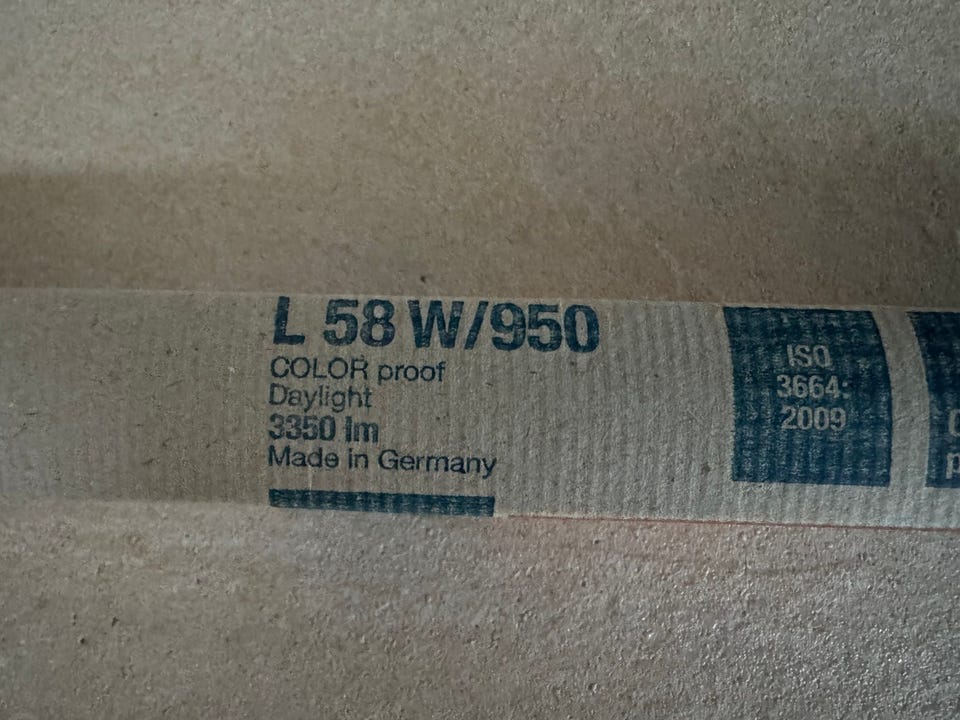 L 58 W/950
COLOR proof
Daylight
3350 lm
Made in Germany
ISO
3664:
2009